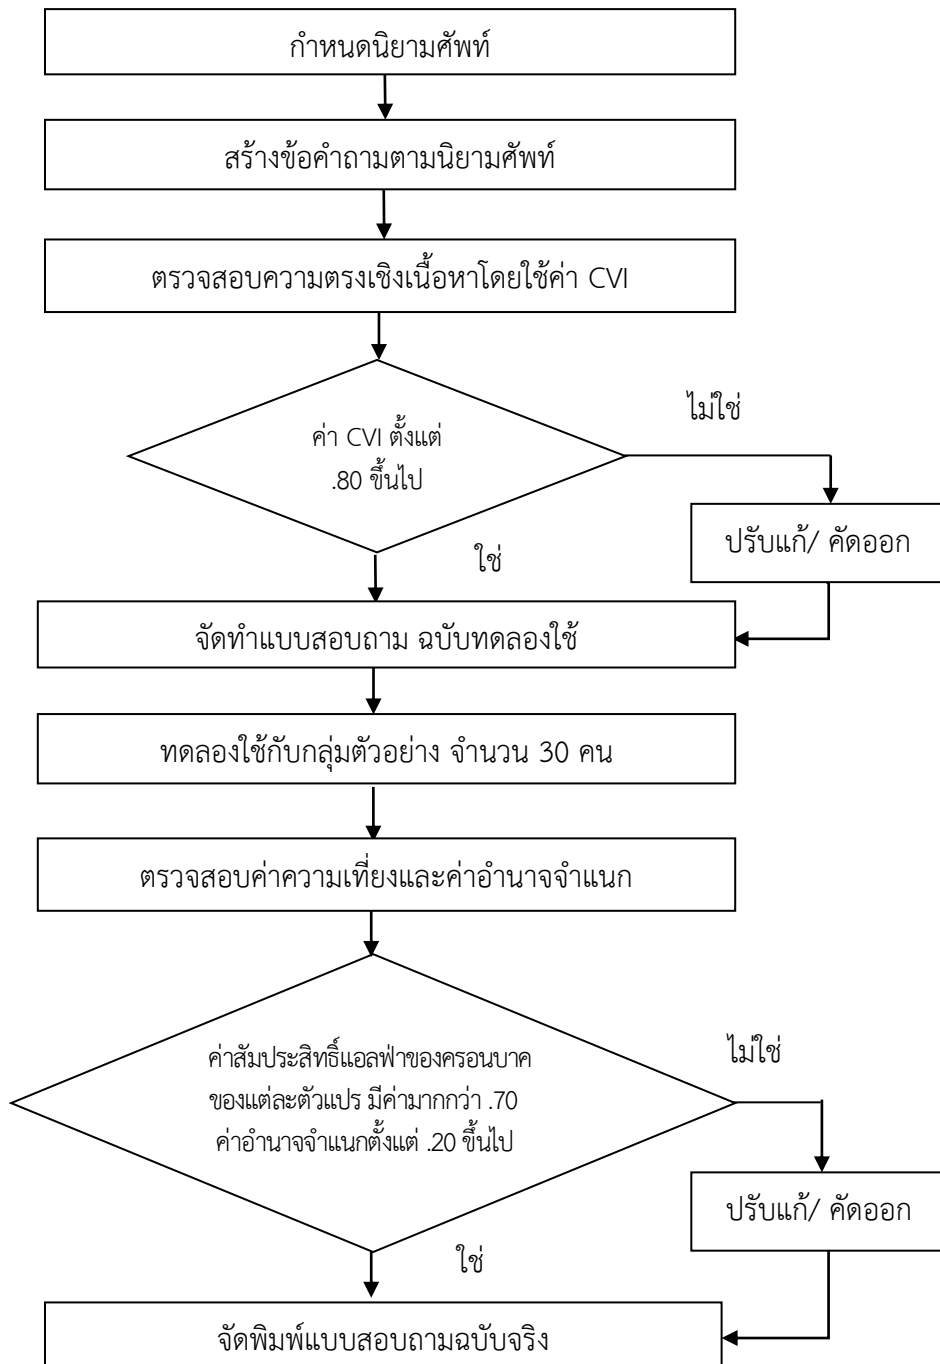 กำหนดนิยามศัพท์
สร้างข้อคำถามตามนิยามศัพท์
ตรวจสอบความตรงเชิงเนื้อหาโดยใช้ค่า CVI
ไม่ใช่
ค่า CVI ตั้งแต่
.80 ขึ้นไป
ปรับแก้/ คัดออก
ใช่
จัดทำแบบสอบถาม ฉบับทดลองใช้
ทดลองใช้กับกลุ่มตัวอย่าง จำนวน 30 คน
ตรวจสอบค่าความเที่ยงและค่าอำนาจจำแนก
ไม่ใช่
ค่าสัมประสิทธิ์แอลฟ่าของครอนบาค
ของแต่ละตัวแปร มีค่ามากกว่า .70
ค่าอำนาจจำแนกตั้งแต่ .20 ขึ้นไป
ปรับแก้/ คัดออก
ใช่
จัดพิมพ์แบบสอบถามฉบับจริง